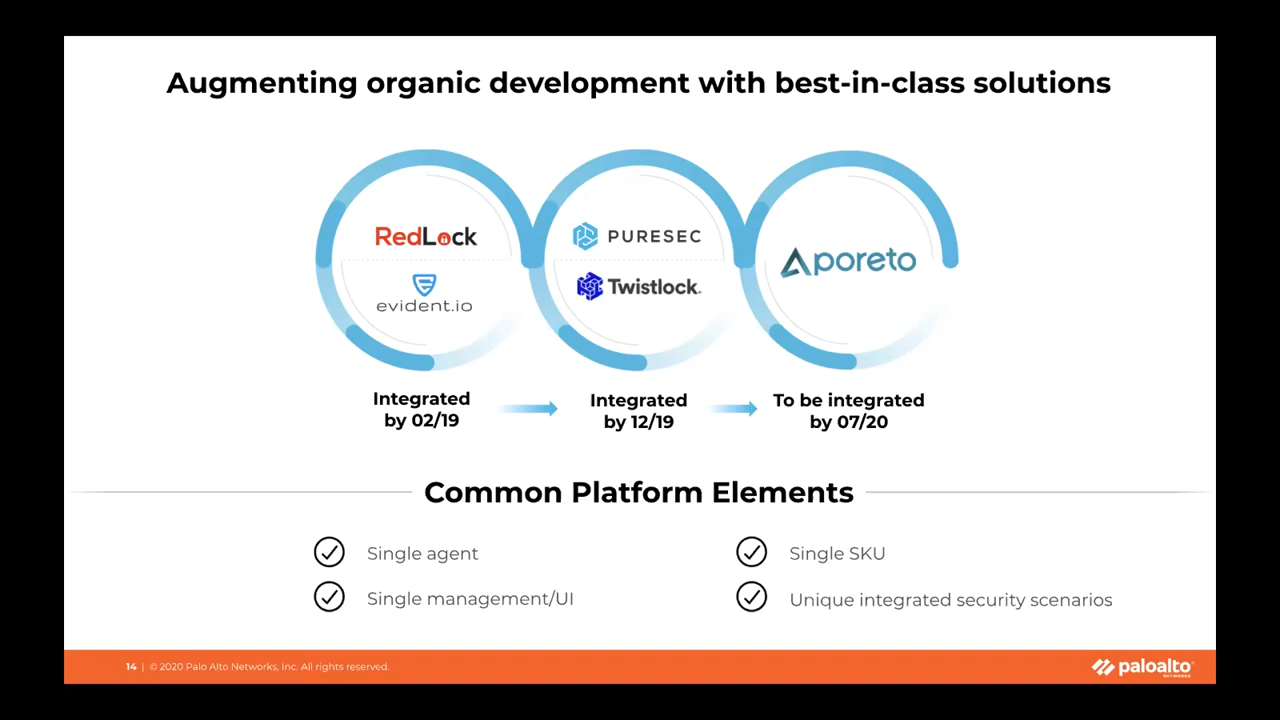 Augmenting organic development with best-in-class solutions
RedLock
evident.io
PURESEC
Twistlock
Aporeto
Integrated
by 02/19
Integrated
by 12/19
To be integrated
by 07/20
Common Platform Elements
Single agent
Single SKU
Single management/UI
Unique integrated security scenarios
14 | © 2020 Palo Alto Networks, Inc. All rights reserved.
paloalto
NETWORKS